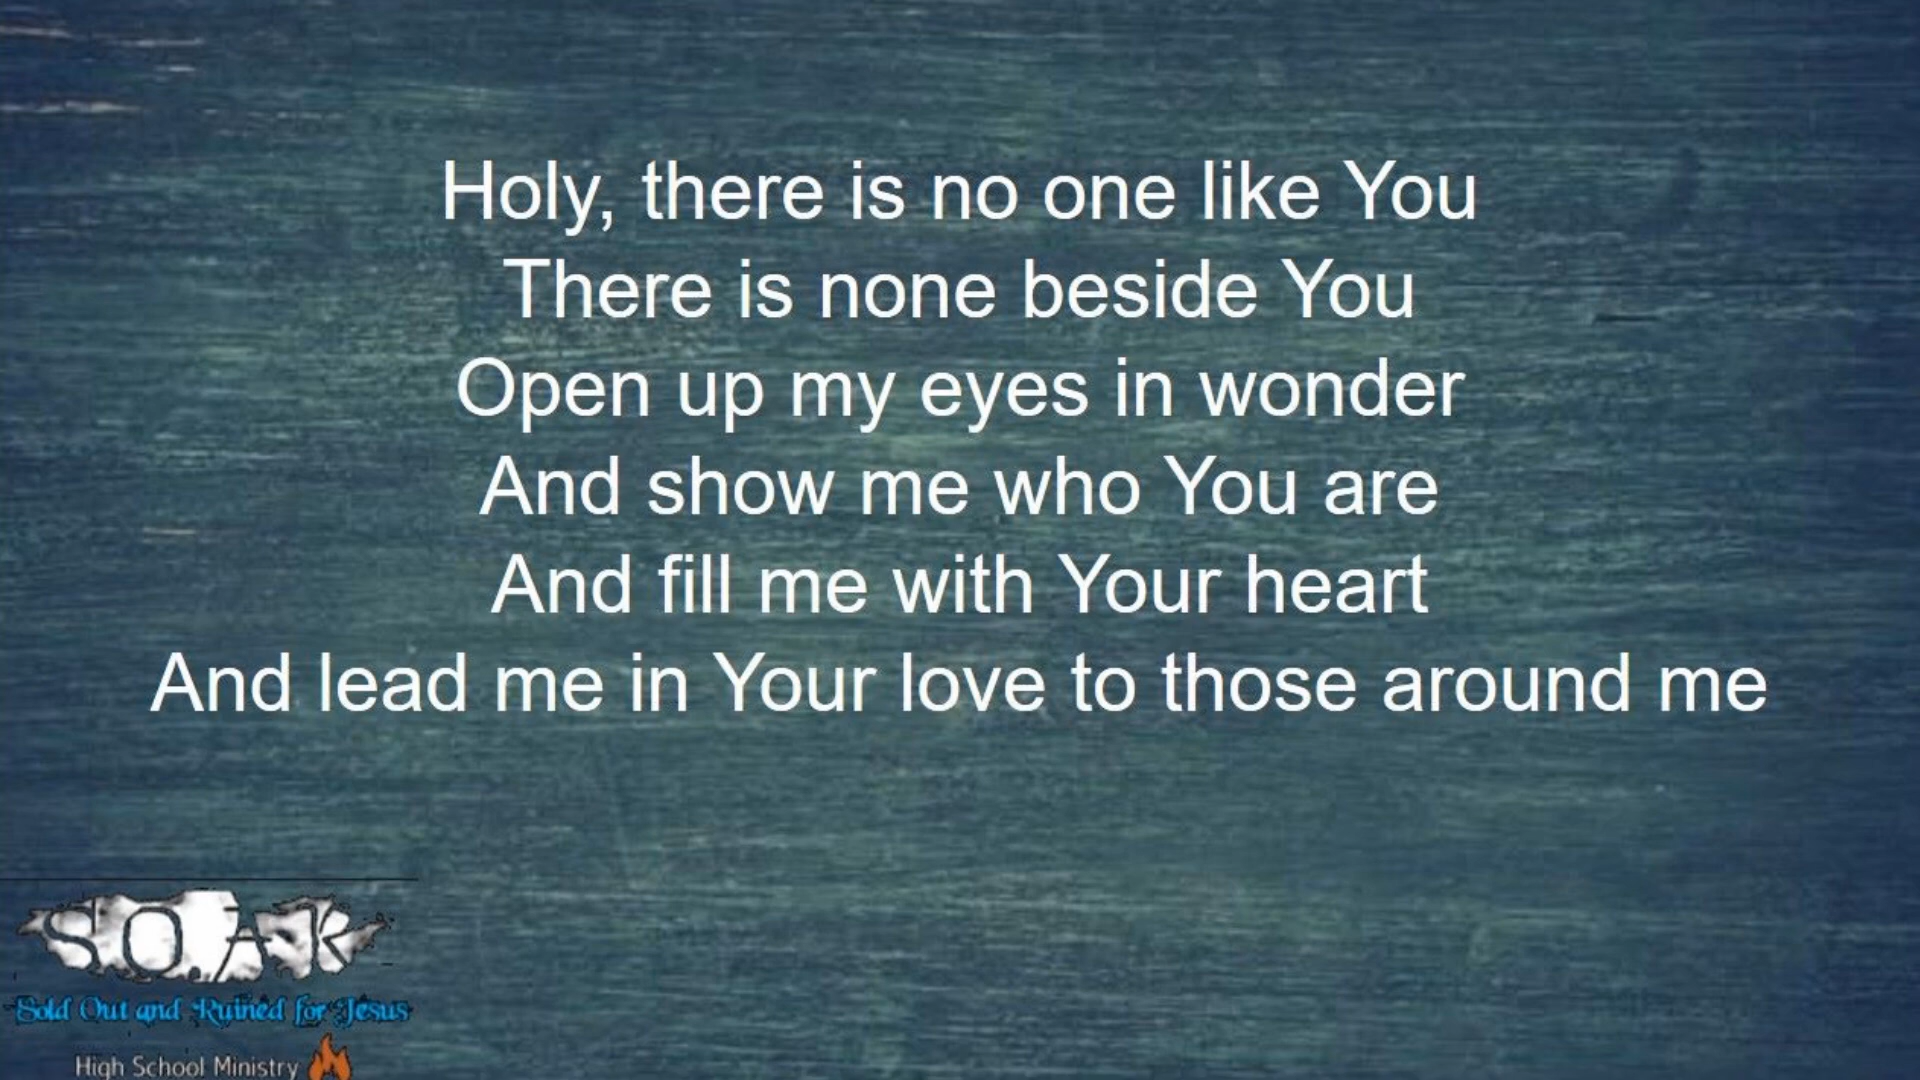 Holy, there is no one like You
There is none beside You
Open up my eyes in wonder
And show me who You are
And fill me with Your heart
And lead me in Your love to those around me
S.O.A.R
Sold Out and Ruined for Jesus
High School Ministry